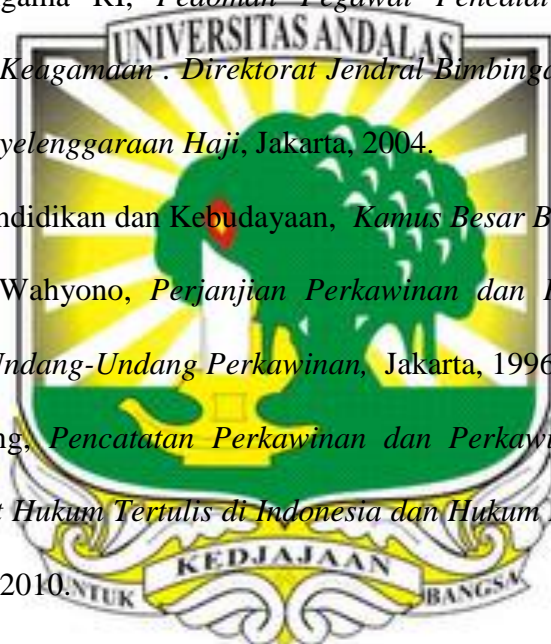 gama RI, Pedoman Pegawai Pencatat
UNIVERSITAS ANDALAS
Keagamaan . Direktorat Jendral Bimbinga
yelenggaraan Haji, Jakarta, 2004.
ndidikan dan Kebudayaan, Kamus Besar B
Wahyono, Perjanjian Perkawinan dan
Undang-Undang Perkawinan, Jakarta, 1996
ng, Pencatatan Perkawinan dan Perkawi
t Hukum Tertulis di Indonesia dan Hukum
KEDJAJAAN
2010.
UNTUK BANGSA